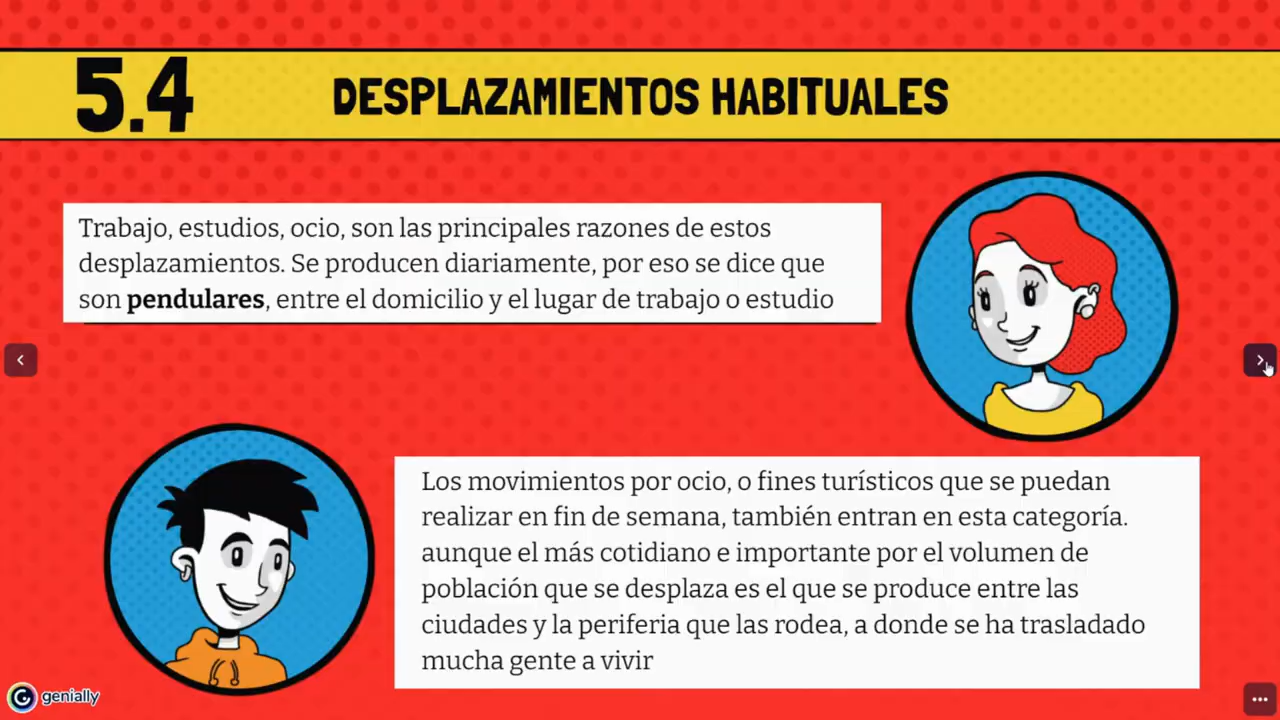 5.4
DESPLAZAMIENTOS HABITUALES
Trabajo, estudios, ocio, son las principales razones de estos
desplazamientos. Se producen diariamente, por eso se dice que
son pendulares, entre el domicilio y el lugar de trabajo o estudio
Los movimientos por ocio, o fines turísticos que se puedan
realizar en fin de semana, también entran en esta categoría.
aunque el más cotidiano e importante por el volumen de
población que se desplaza es el que se produce entre las
ciudades y la periferia que las rodea, a donde se ha trasladado
mucha gente a vivir
genially